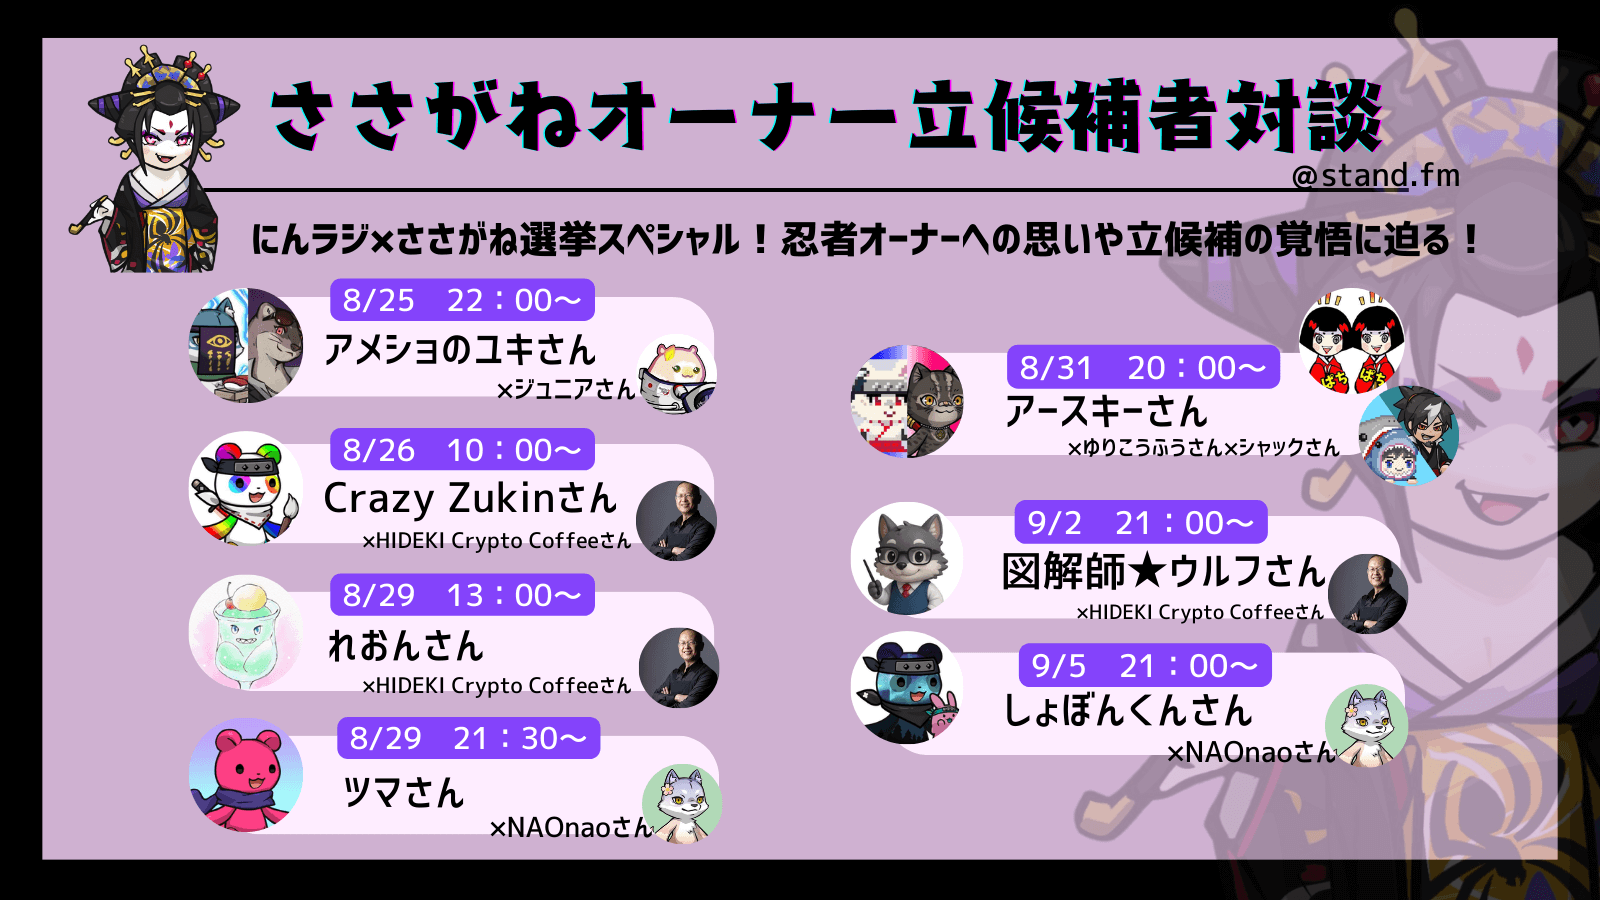 ささがねオーナー立候補者対談
@stand.fm
にんラジ×ささがね選挙スペシャル！忍者オーナーへの思いや立候補の覚悟に迫る！
8/25　22：00～
アメショのユキさん
×ジュニアさん
8/26　10：00～
Crazy Zukinさん
×HIDEKI Crypto Coffeeさん
8/29　13：00～
れおんさん
×HIDEKI Crypto Coffeeさん
8/29　21：30～
ツマさん
×NAOnaoさん
8/31　20：00～
アースキーさん
×ゆりこうふうさん×シャックさん
ぱち ぱち
9/2　21：00～
図解師★ウルフさん
×HIDEKI Crypto Coffeeさん
9/5　21：00～
しょぼんくんさん
×NAOnaoさん